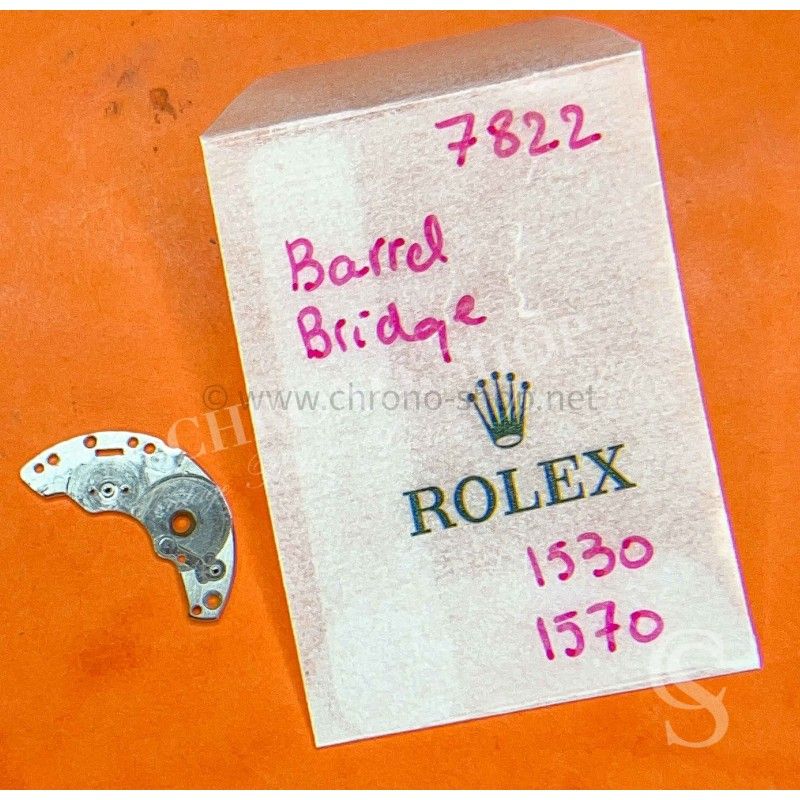 7822
Barrel
Bridge
© www.chrono-shop.net
ROLEX
1530
1570